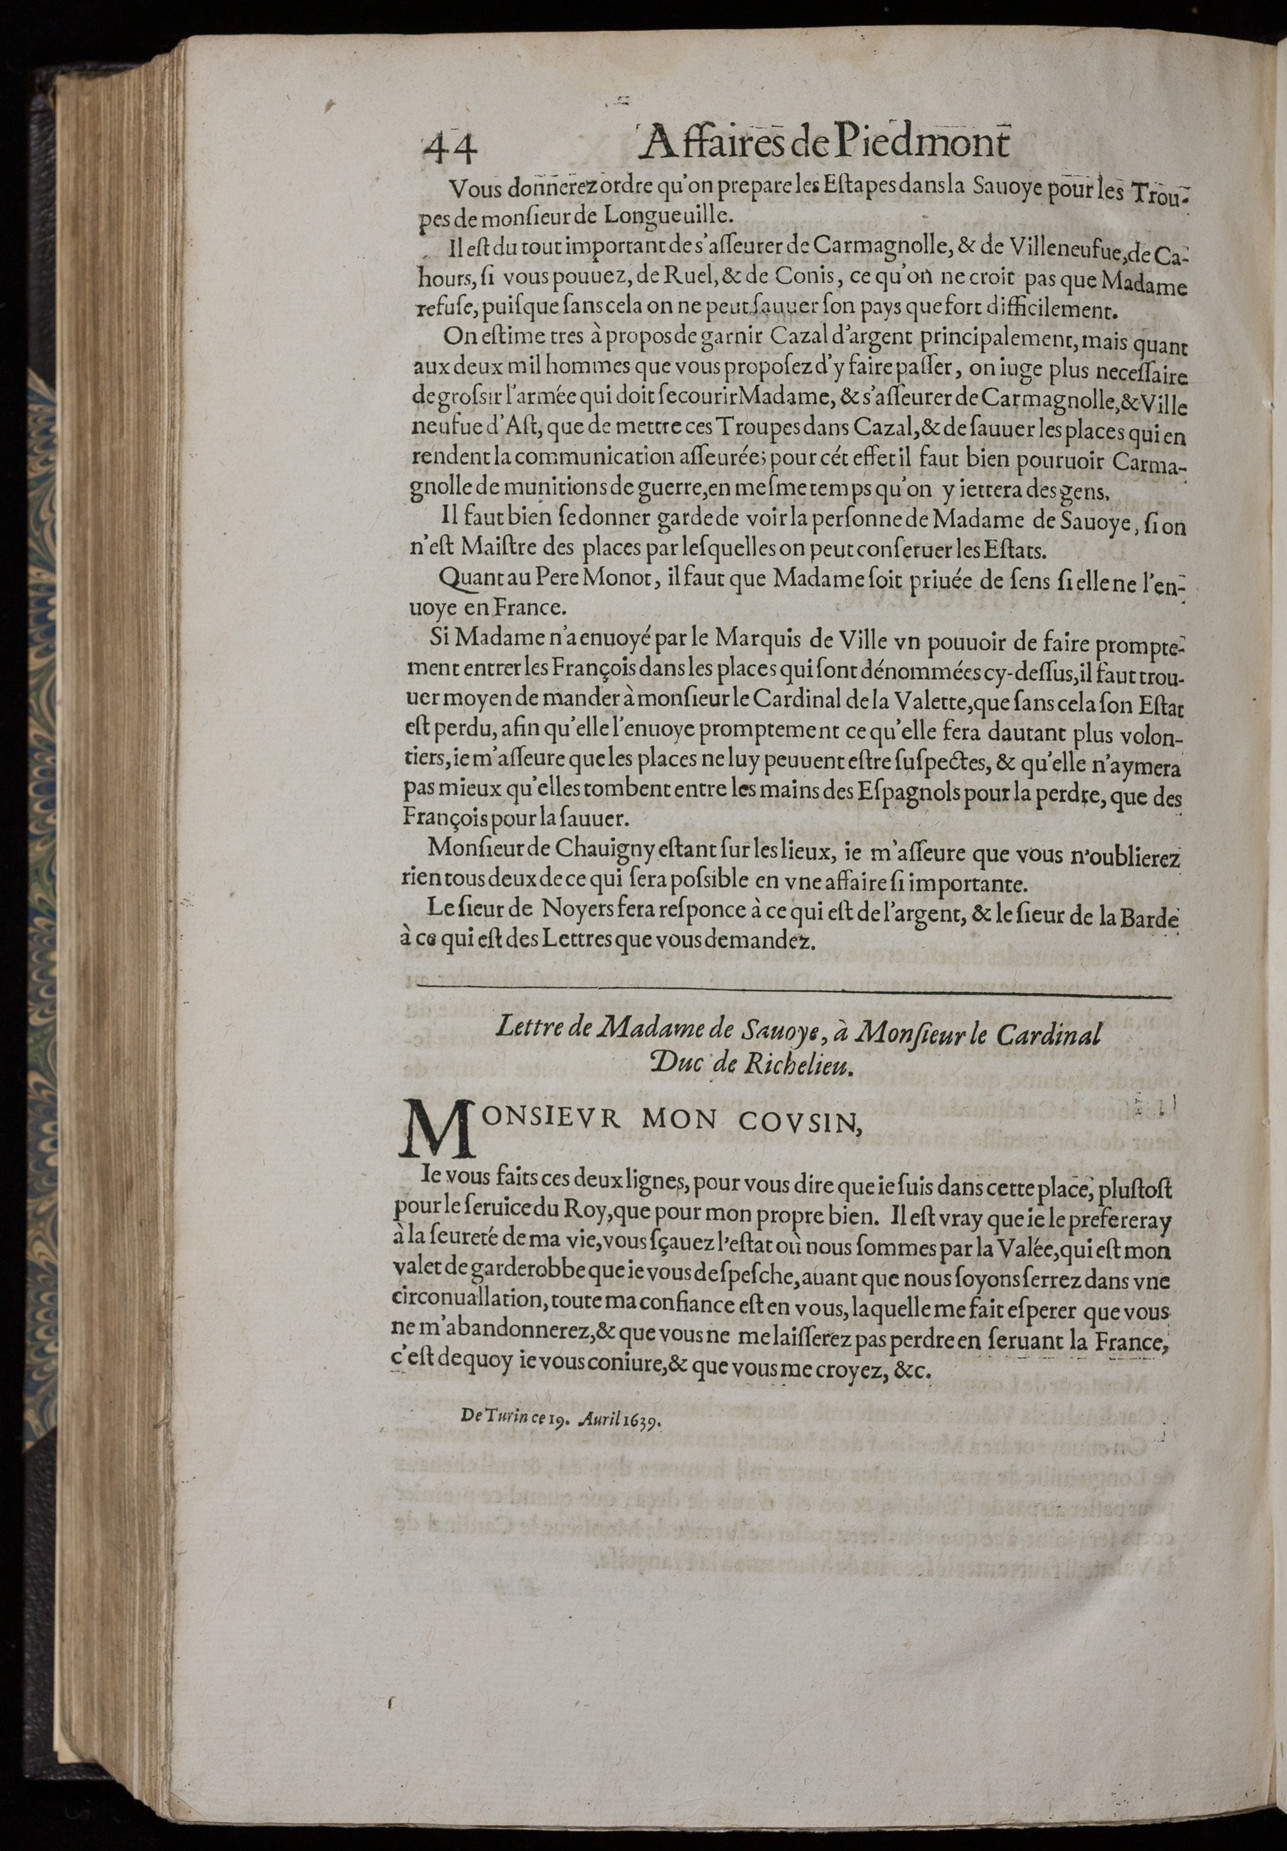 44 Affaires de Piedmont
Vous donnerez ordre qu'on prepare les Eſtapes dans la Sauoye pour les Trou-
pes de monſieur de Longueuille.
Il eſt du tout important de s'aſſeurer de Carmagnolle, & de Villeneufue, de Ca-
hours, ſi vous pouuez, de Ruel, & de Conis, ce qu'on ne croit pas que Madame
refuſe, puiſque ſans cela on ne peut ſauuer ſon pays que fort difficilement.
On eſtime tres à propos de garnir Cazal d'argent principalement, mais quant
aux deux mil hommes que vous propoſez d'y faire paſſer, on iuge plus neceſſaire
de groſsir l'armée qui doit ſecourir Madame, & s'aſſeurer de Carmagnolle, & Ville
neufue d'Aſt, que de mettre ces Troupes dans Cazal, & de ſauuer les places qui en
rendent la communication aſſeurée; pour cét effet il faut bien pouruoir Carma-
gnolle de munitions de guerre, en meſme temps qu'on y iettera des gens.
Il faut bien ſe donner garde de voir la perſonne de Madame de Sauoye, ſi on
n'eſt Maiſtre des places par leſquelles on peut conſeruer les Eſtats.
Quant au Pere Monot, il faut que Madame ſoit priuée de ſens ſi elle ne l'en-
uoye en France.
Si Madame n'a enuoyé par le Marquis de Ville vn pouuoir de faire prompte-
ment entrer les François dans les places qui ſont dénommées cy-deſſus, il faut trou-
uer moyen de mander à monſieur le Cardinal de la Valette, que ſans cela ſon Eſtat
eſt perdu, afin qu'elle l'enuoye promptement ce qu'elle fera dautant plus volon-
tiers, ie m'aſſeure que les places ne luy peuuent eſtre ſuſpectes, & qu'elle n'aymera
pas mieux qu'elles tombent entre les mains des Eſpagnols pour la perdre, que des
François pour la ſauuer.
Monſieur de Chauigny eſtant ſur les lieux, ie m'aſſeure que vous n'oublierez
rien tous deux de ce qui ſera poſsible en vne affaire ſi importante.
Le ſieur de Noyers fera reſponce à ce qui eſt de l'argent, & le ſieur de la Barde
à ce qui eſt des Lettres que vous demandez.
Lettre de Madame de Sauoye, à Monſieur le Cardinal
Duc de Richelieu.
MONSIEVR MON COVSIN,
Ie vous faits ces deux lignes, pour vous dire que ie ſuis dans cette place, pluſtoſt
pour le ſeruice du Roy, que pour mon propre bien. Il eſt vray que ie le prefereray
à la ſeureté de ma vie, vous ſçauez l'eſtat où nous ſommes par la Valée, qui eſt mon
valet de garderobbe que ie vous deſpeſche, auant que nous ſoyons ſerrez dans vne
circonuallation, toute ma confiance eſt en vous, laquelle me fait eſperer que vous
ne m'abandonnerez, & que vous ne me laiſſerez pas perdre en ſeruant la France,
c'eſt dequoy ie vous coniure, & que vous me croyez, &c.
De Turin ce 19. Auril 1639.